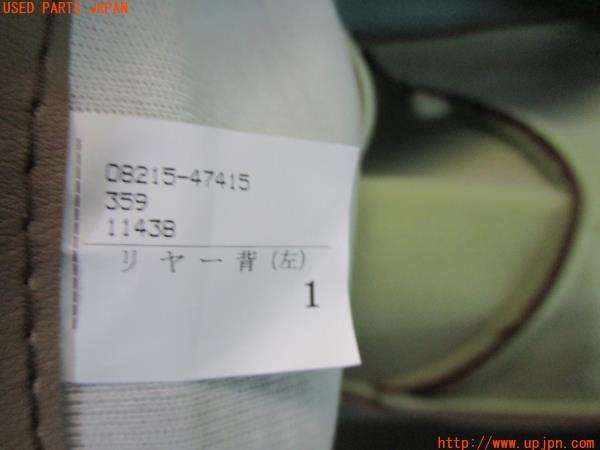 USED PARTS JAPAN
08215-47415
359
11438
リヤー背(左)
1
http://www.upjpn.com/